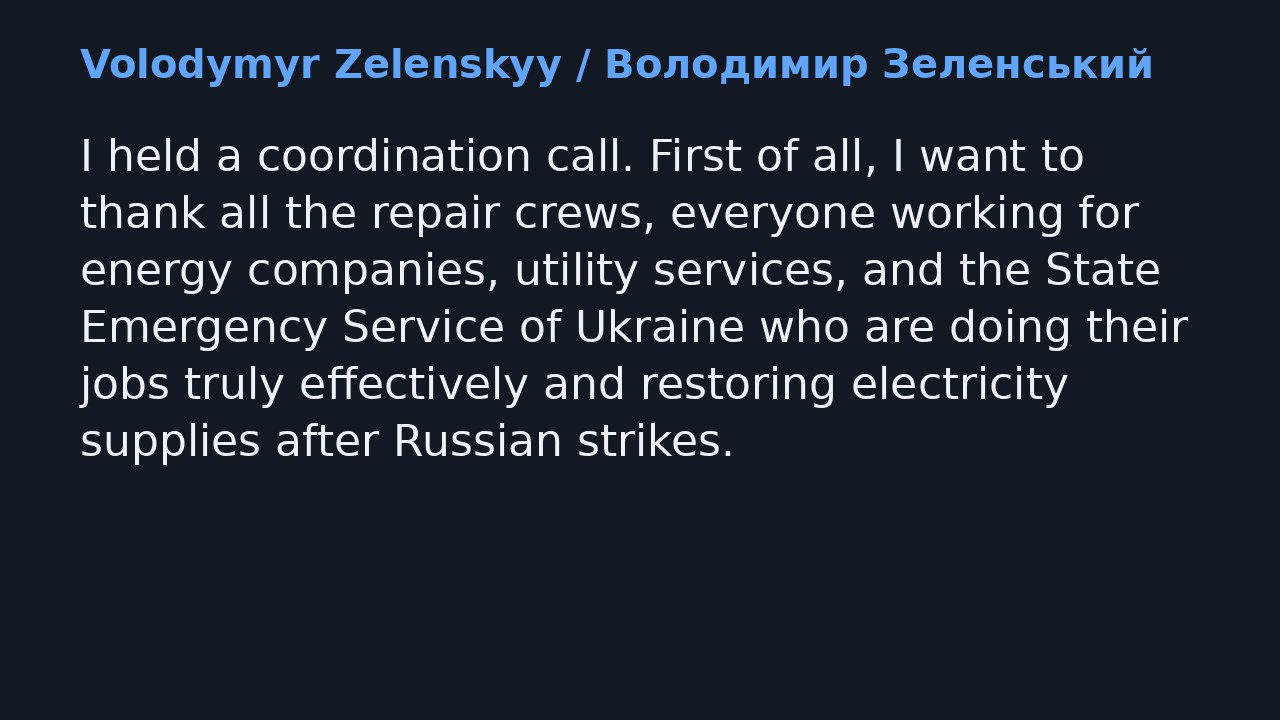 Volodymyr Zelenskyy / Володимир Зеленський
I held a coordination call. First of all, I want to
thank all the repair crews, everyone working for
energy companies, utility services, and the State
Emergency Service of Ukraine who are doing their
jobs truly effectively and restoring electricity
supplies after Russian strikes.